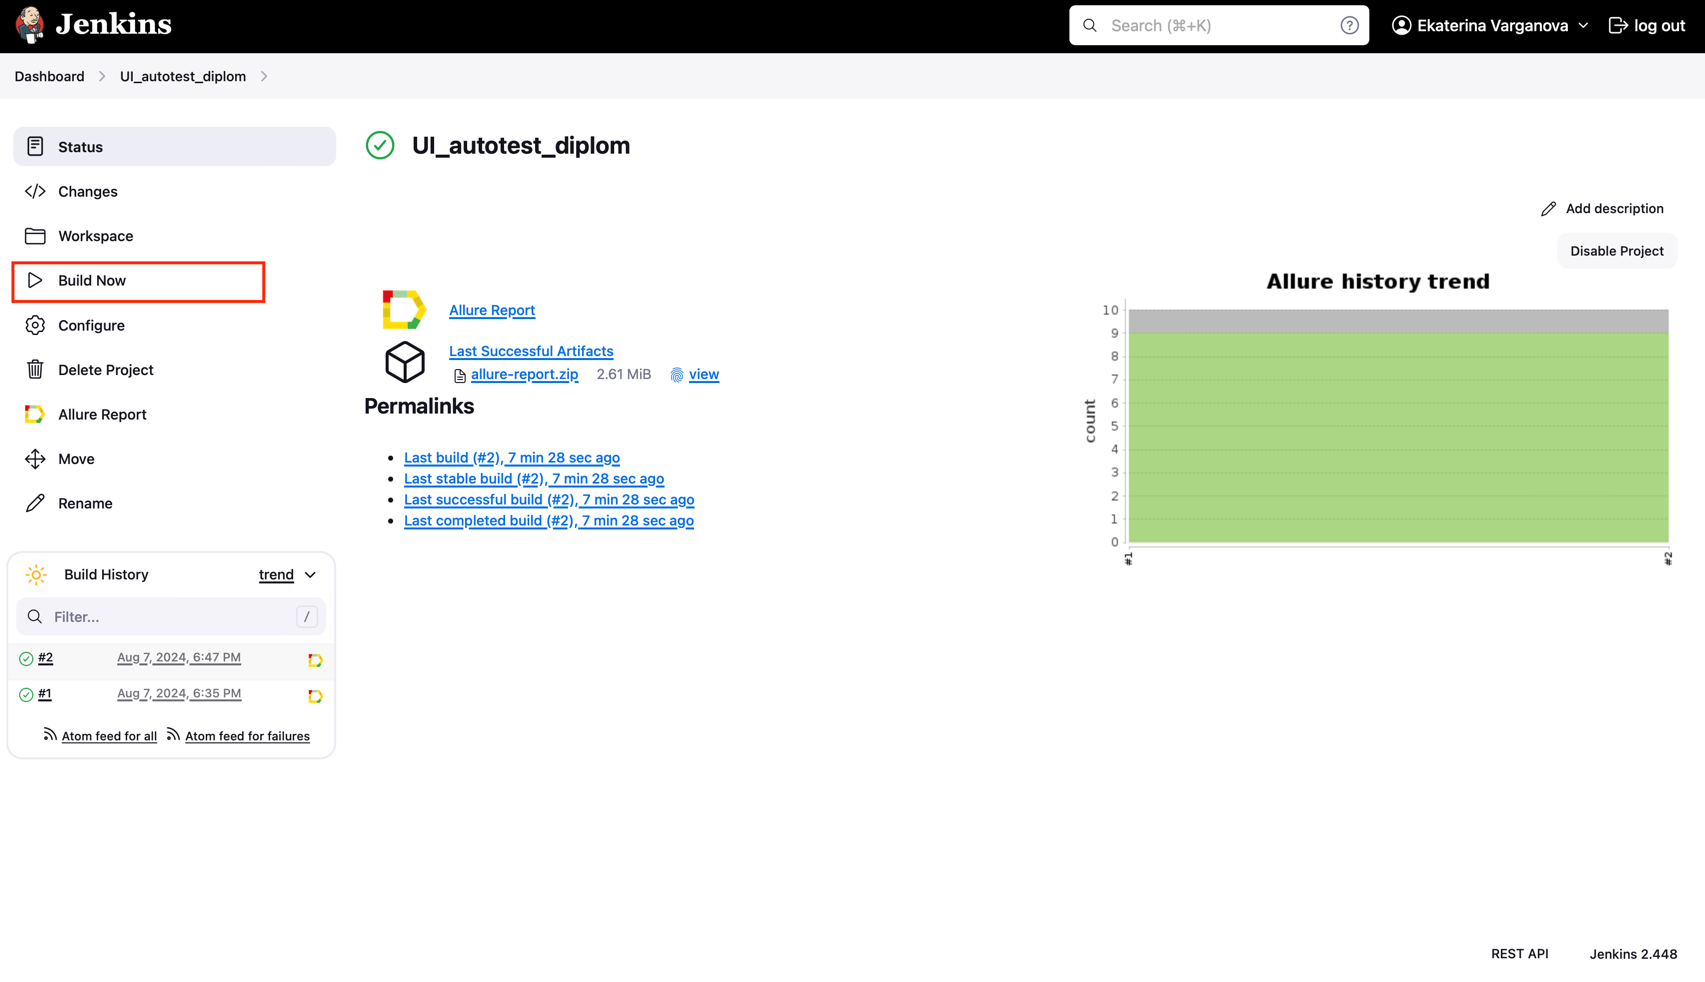 Jenkins
Search (⌘+K)
Ekaterina Varganova
log out
Dashboard
UI_autotest_diplom
Status
Changes
Workspace
Build Now
Configure
Delete Project
Allure Report
Move
Rename
Build History
trend
Filter...
/
#2
Aug 7, 2024, 6:47 PM
#1
Aug 7, 2024, 6:35 PM
Atom feed for all
Atom feed for failures
UI_autotest_diplom
Add description
Disable Project
Allure Report
Last Successful Artifacts
allure-report.zip 2.61 MiB view
Permalinks
Last build (#2), 7 min 28 sec ago
Last stable build (#2), 7 min 28 sec ago
Last successful build (#2), 7 min 28 sec ago
Last completed build (#2), 7 min 28 sec ago
Allure history trend
count
10
9
8
7
6
5
4
3
2
1
0
#1
#2
REST API
Jenkins 2.448